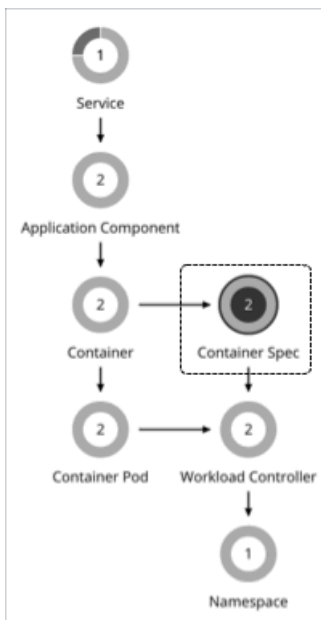 1
Service
2
Application Component
2 2
Container Container Spec
2 2
Container Pod Workload Controller
1
Namespace